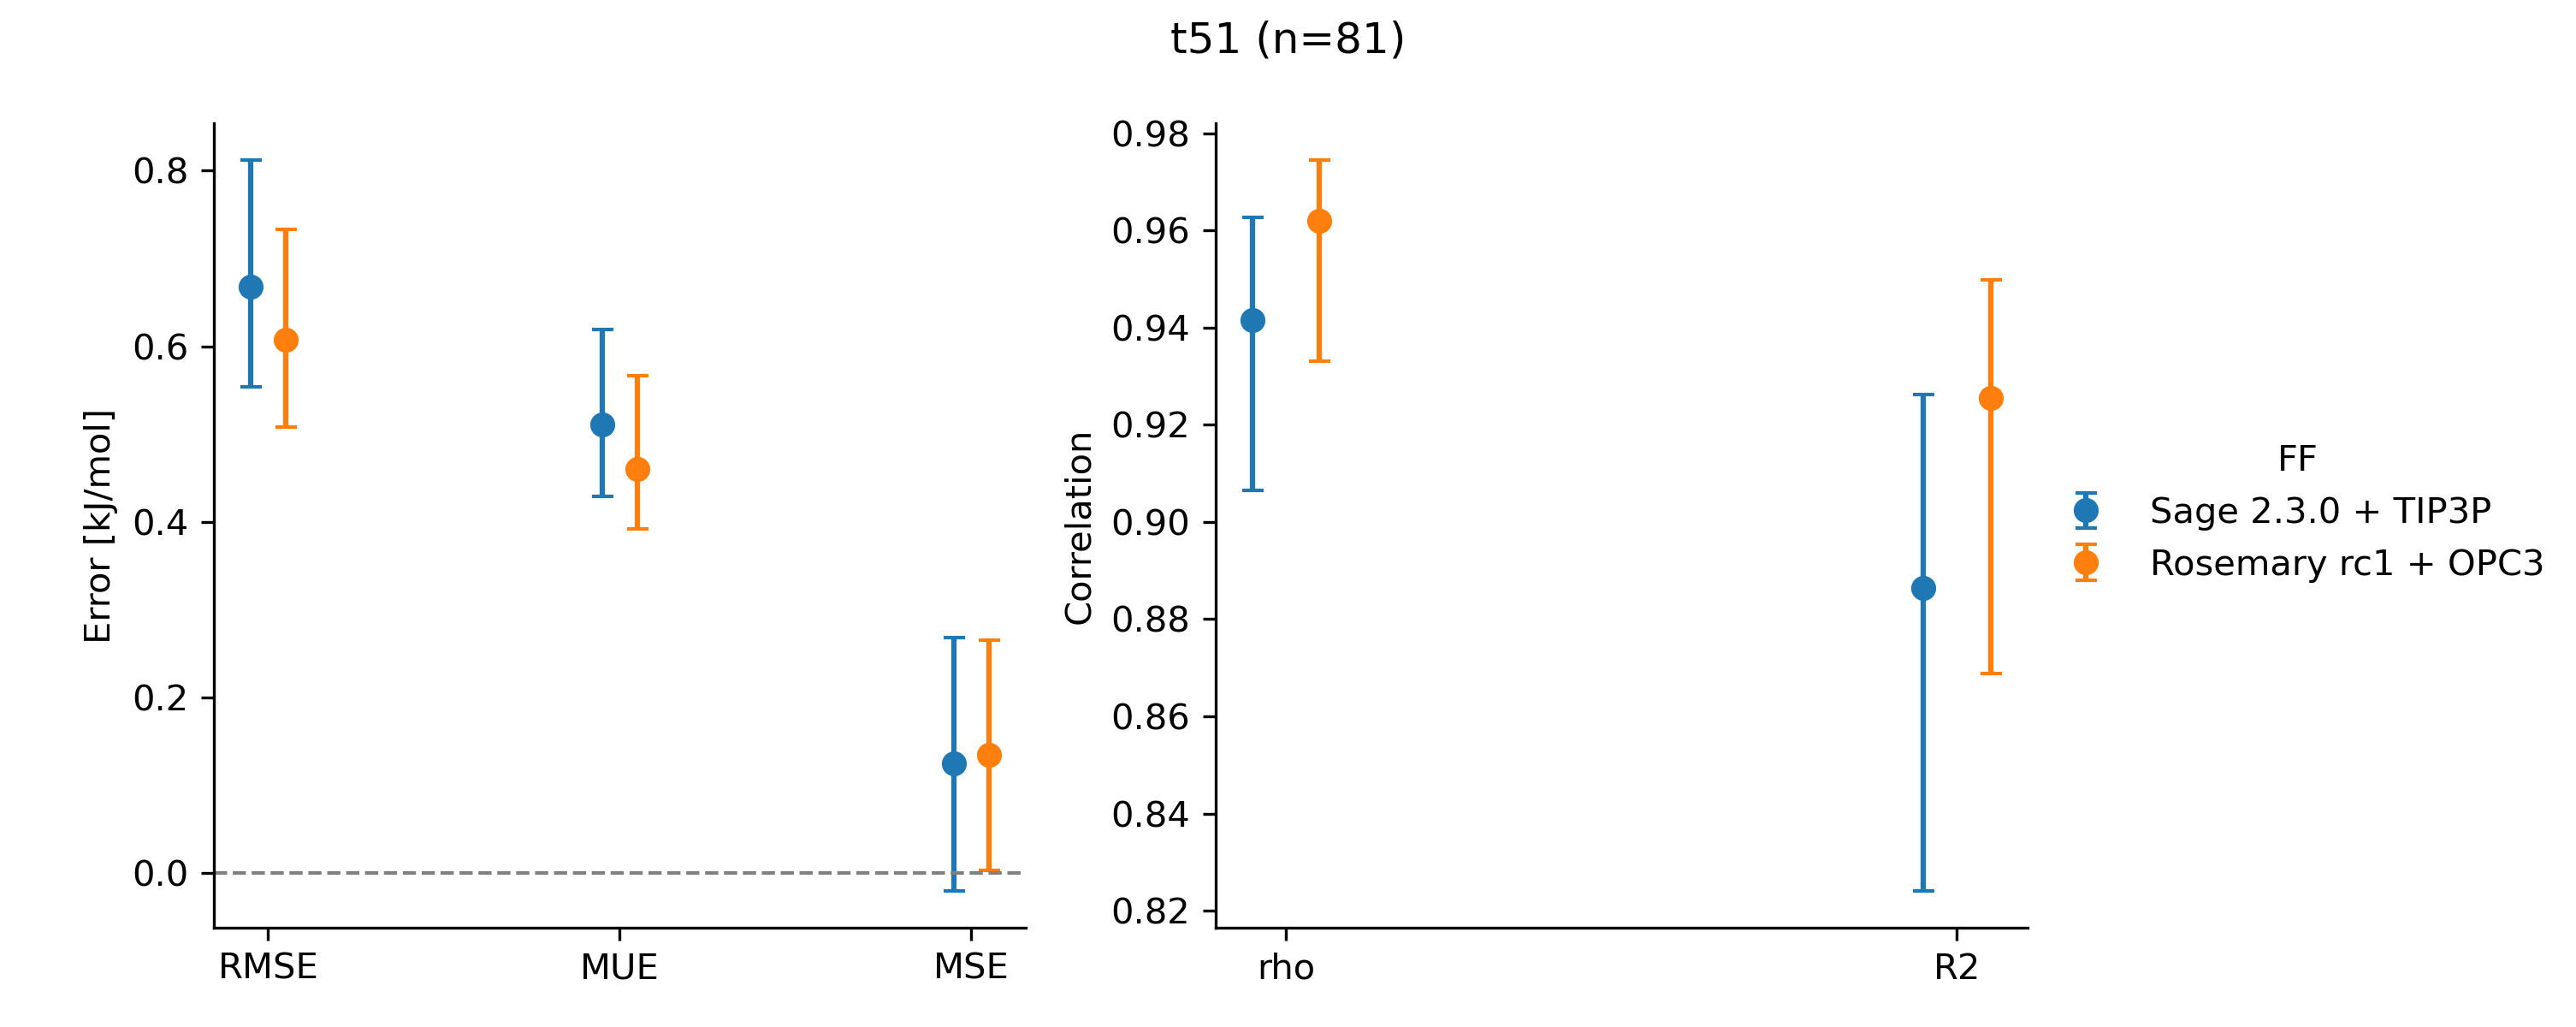 t51 (n=81)
Error [kJ/mol]
0.8
0.6
0.4
0.2
0.0
RMSE
MUE
MSE
Correlation
0.98
0.96
0.94
0.92
0.90
0.88
0.86
0.84
0.82
rho
R2
FF
Sage 2.3.0 + TIP3P
Rosemary rc1 + OPC3